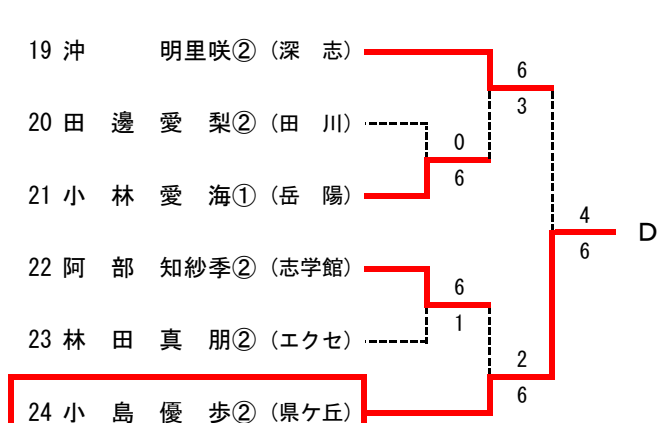 19 沖　　明里咲② (深　志)
6
3
20 田　邊　愛　梨② (田　川)
0
6
21 小　林　愛　海① (岳　陽)
4
6
D
22 阿　部　知紗季② (志学館)
6
1
23 林　田　真　朋② (エクセ)
2
6
24 小　島　優　歩② (県ケ丘)